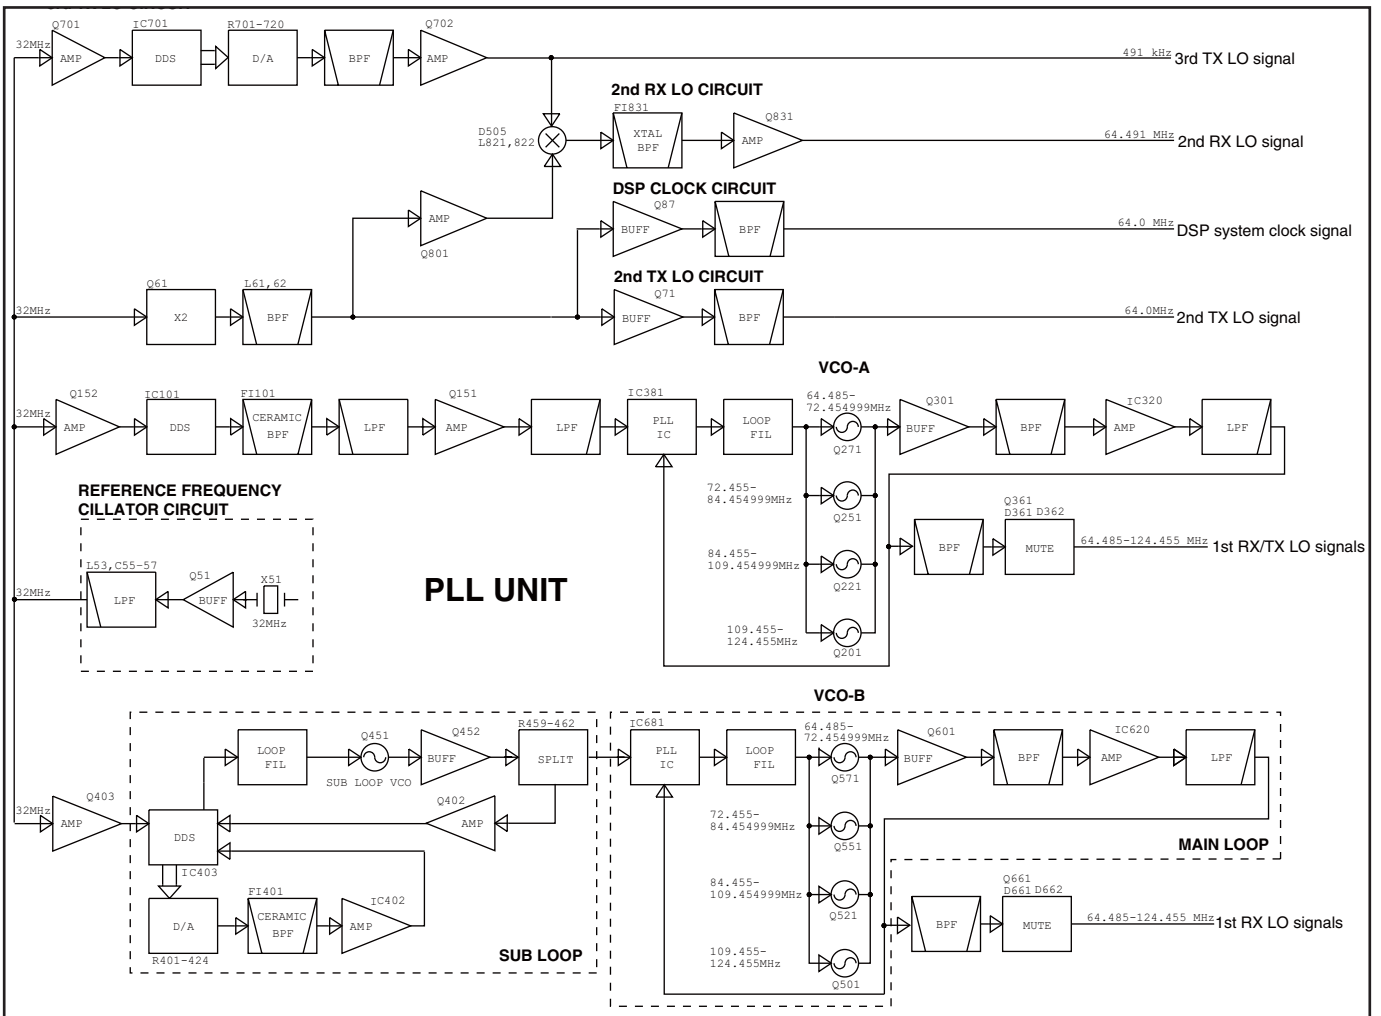 Q701
IC701
R701-720
Q702
32MHz
AMP
DDS
D/A
BPF
AMP
491 kHz
3rd TX LO signal
2nd RX LO CIRCUIT
FI831
Q831
D505
L821,822
XTAL
BPF
AMP
64.491 MHz
2nd RX LO signal
DSP CLOCK CIRCUIT
Q87
AMP
Q801
BUFF
BPF
64.0 MHz
DSP system clock signal
2nd TX LO CIRCUIT
Q61
L61,62
Q71
32MHz
X2
BPF
BUFF
BPF
64.0MHz
2nd TX LO signal
VCO-A
Q152
IC101
FI101
Q151
IC381
64.485-
72.454999MHz
Q301
IC320
32MHz
AMP
DDS
CERAMIC
BPF
LPF
AMP
LPF
PLL
IC
LOOP
FIL
Q271
BUFF
BPF
AMP
LPF
REFERENCE FREQUENCY
CILLATOR CIRCUIT
72.455-
84.454999MHz
Q251
Q361
D361 D362
BPF
MUTE
64.485-124.455 MHz
1st RX/TX LO signals
84.455-
109.454999MHz
Q221
L53,C55-57
Q51
X51
32MHz
LPF
BUFF
32MHz
PLL UNIT
109.455-
124.455MHz
Q201
VCO-B
R459-462
IC681
64.485-
72.454999MHz
Q601
IC620
LOOP
FIL
Q451
SUB LOOP VCO
Q452
BUFF
SPLIT
PLL
IC
LOOP
FIL
Q571
BUFF
BPF
AMP
LPF
Q403
32MHz
AMP
DDS
IC403
Q402
AMP
72.455-
84.454999MHz
Q551
MAIN LOOP
FI401
IC402
D/A
R401-424
CERAMIC
BPF
AMP
SUB LOOP
84.455-
109.454999MHz
Q521
Q661
D661 D662
BPF
MUTE
64.485-124.455 MHz
1st RX LO signals
109.455-
124.455MHz
Q501